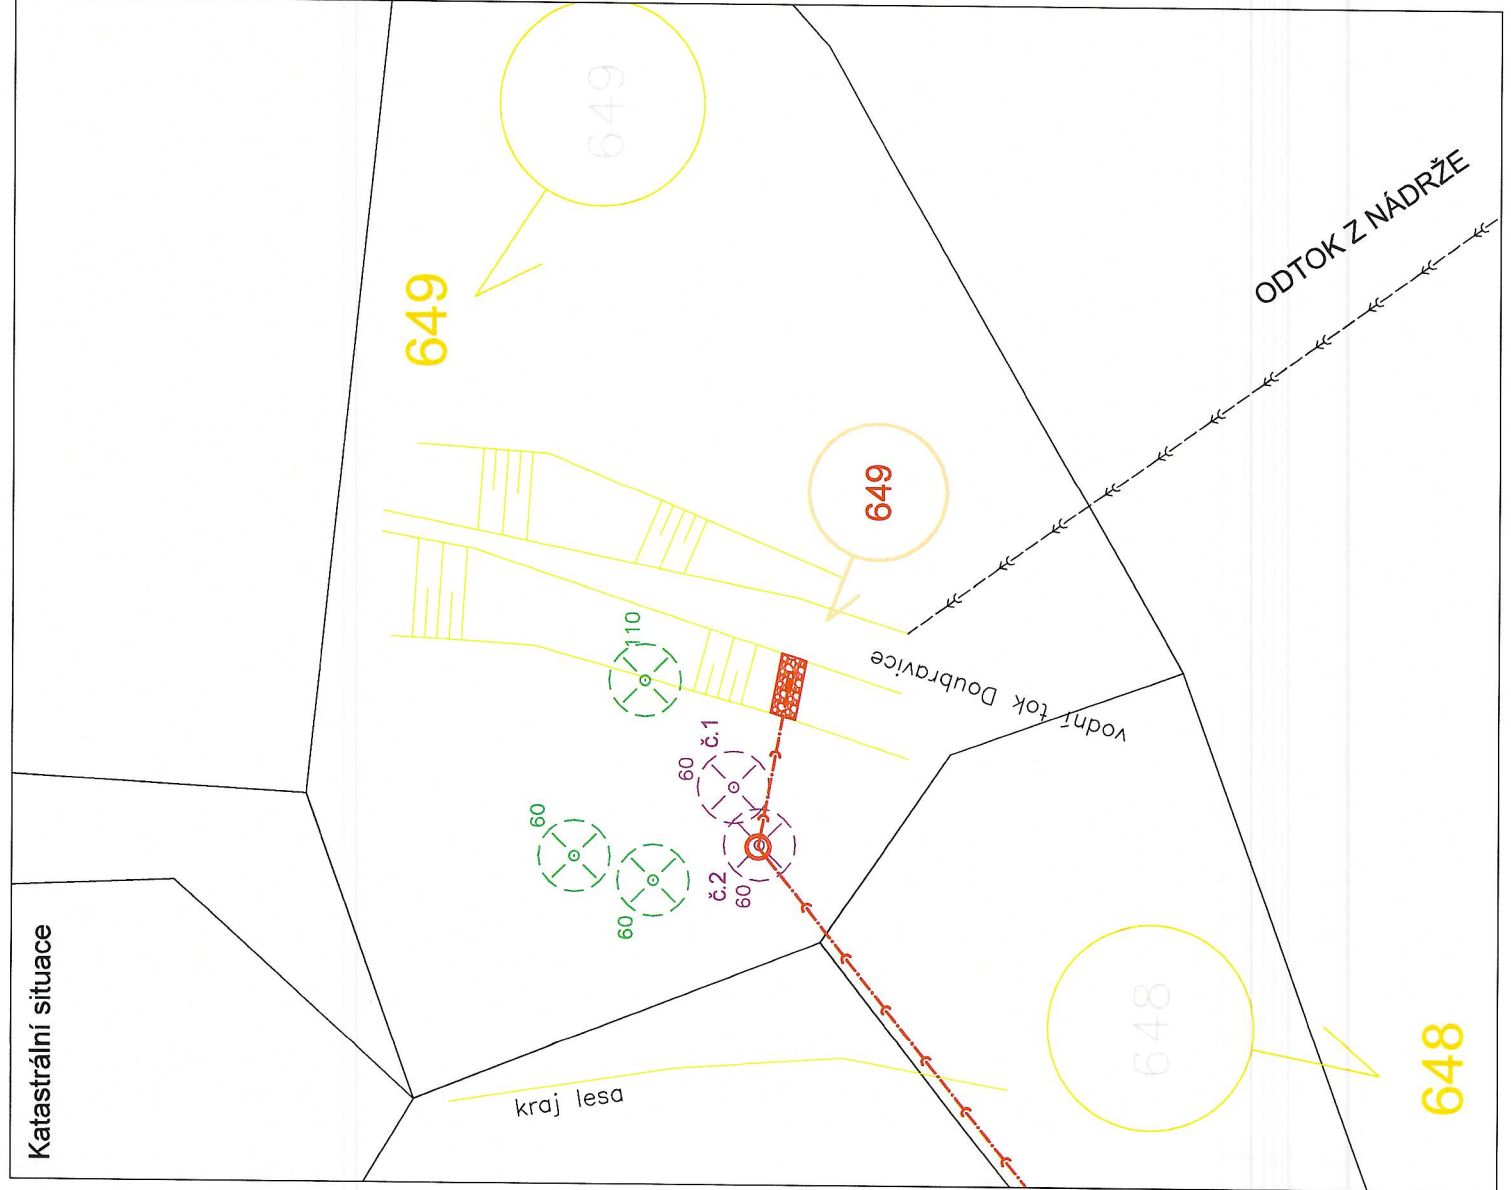 Katastrální situace
649
649
649
ODTOK Z NÁDRŽE
110
vodní tok Doubravice
č.1
60
60
60
č.2
60
kraj lesa
648
648